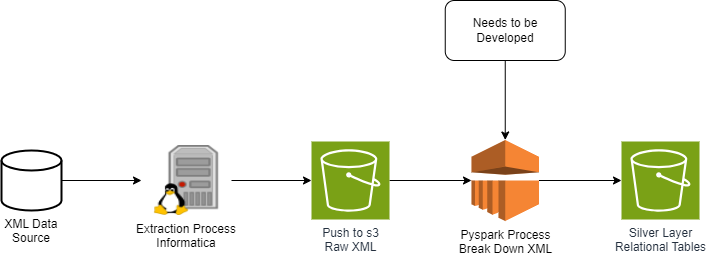 Needs to be
Developed
XML Data
Source
Extraction Process
Informatica
Push to s3
Raw XML
Pyspark Process
Break Down XML
Silver Layer
Relational Tables